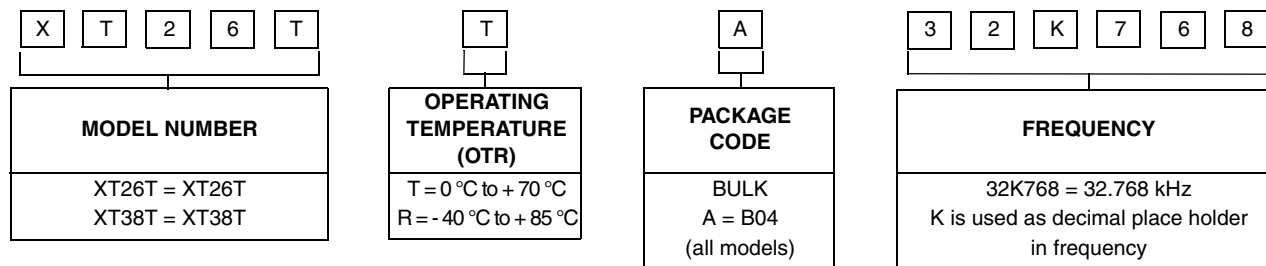 X T 2 6 T T A 3 2 K 7 6 8
MODEL NUMBER
XT26T = XT26T
XT38T = XT38T
OPERATING
TEMPERATURE
(OTR)
T = 0 °C to + 70 °C
R = - 40 °C to + 85 °C
PACKAGE
CODE
BULK
A = B04
(all models)
FREQUENCY
32K768 = 32.768 kHz
K is used as decimal place holder
in frequency